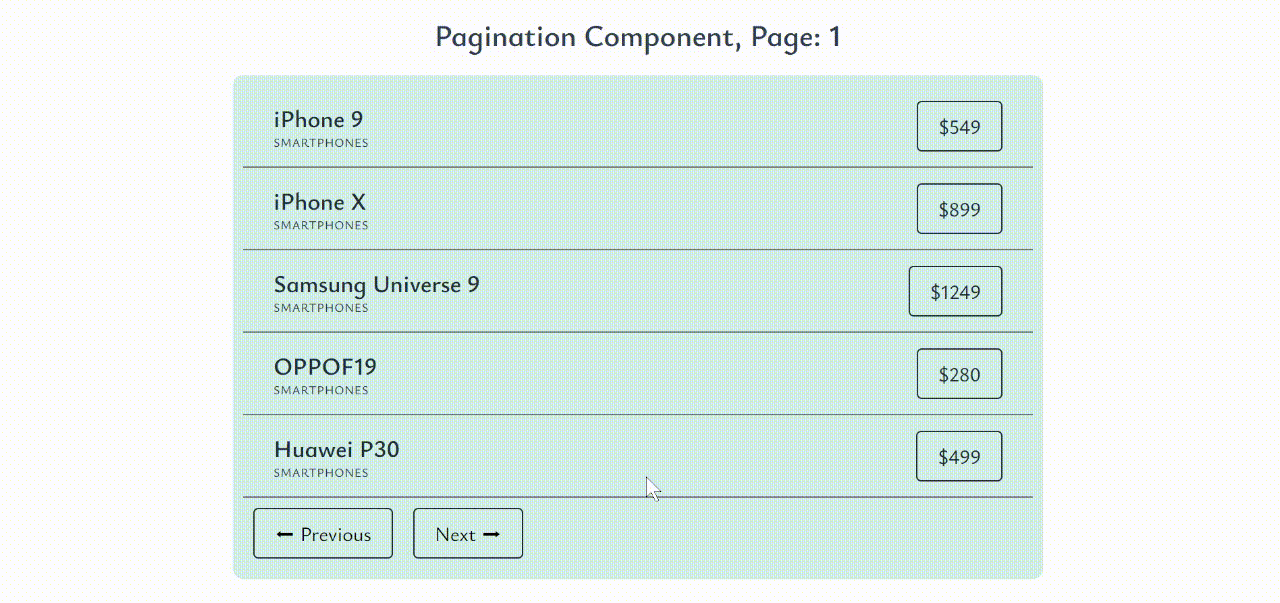 Pagination Component, Page: 1
iPhone 9
SMARTPHONES
$549
iPhone X
SMARTPHONES
$899
Samsung Universe 9
SMARTPHONES
$1249
OPPOF19
SMARTPHONES
$280
Huawei P30
SMARTPHONES
$499
← Previous
Next →